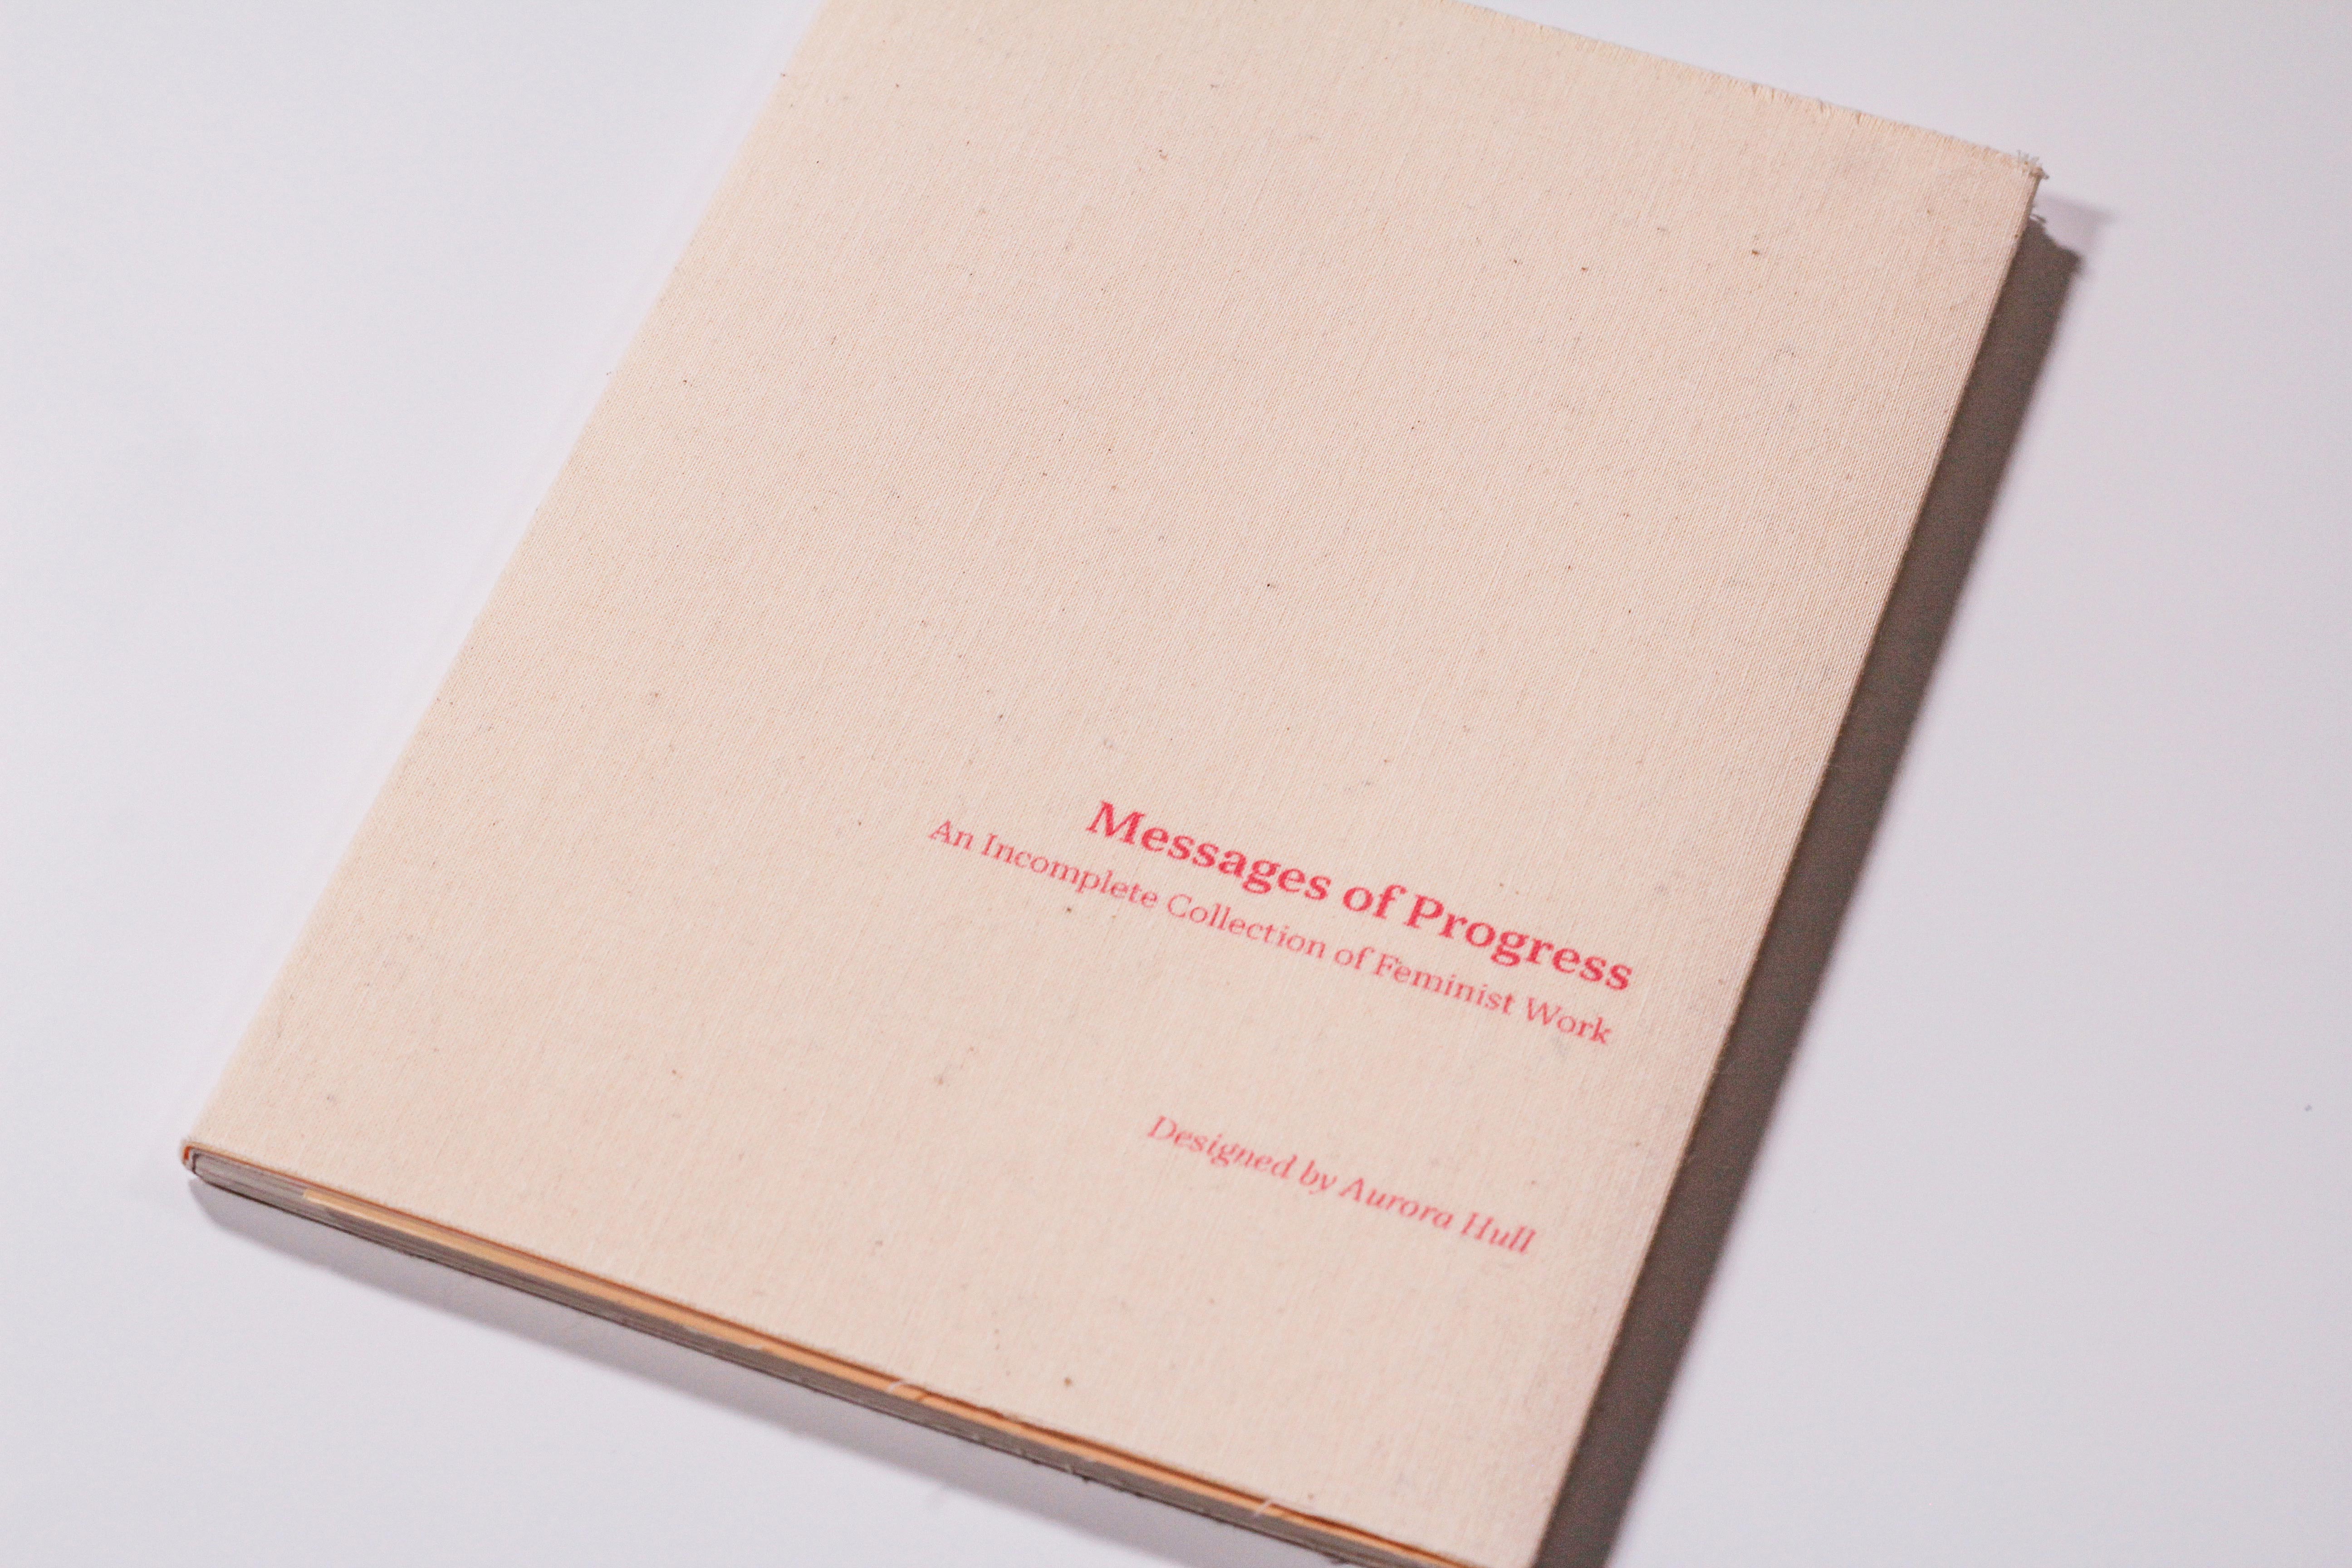 Messages of Progress
An Incomplete Collection of Feminist Work
Designed by Aurora Hull